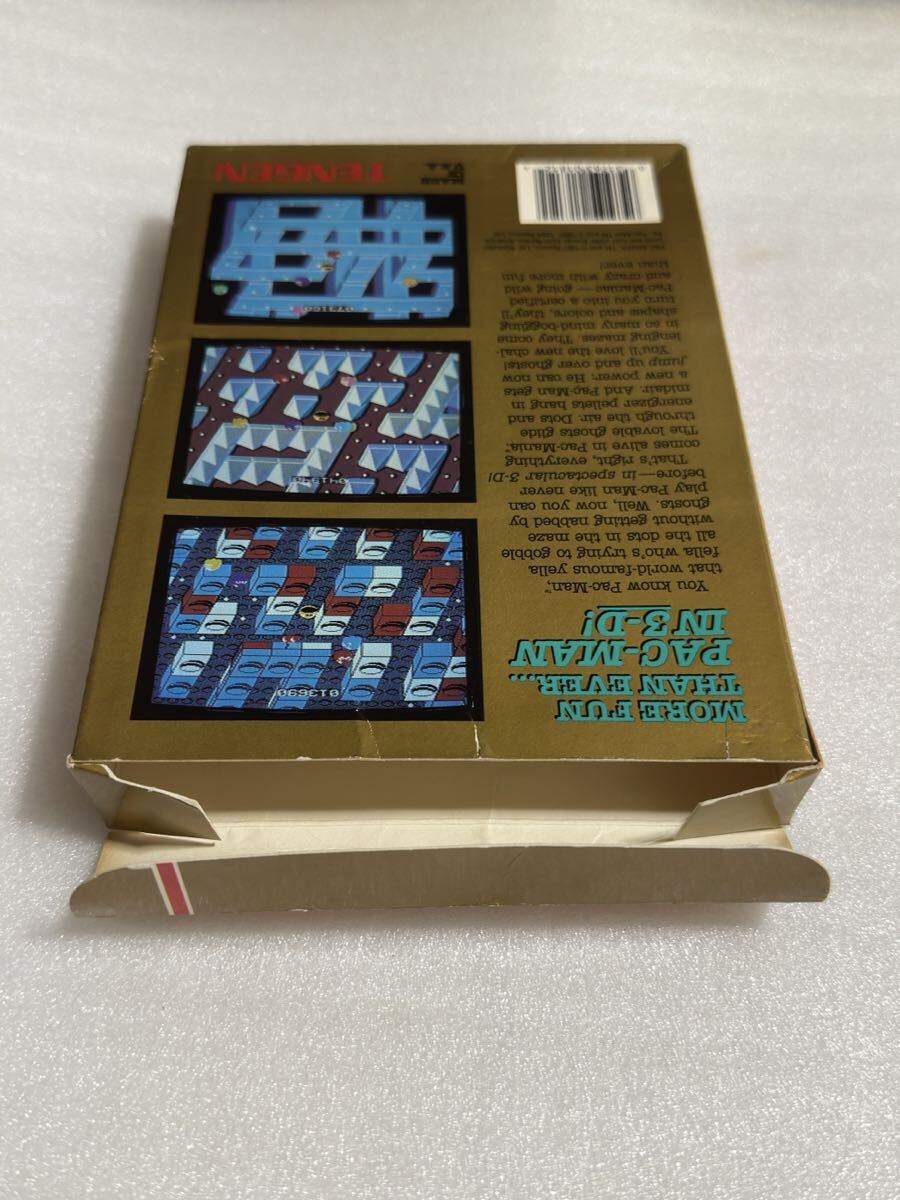 MORE FUN
THAN EVER...
PAC-MAN
IN 3-D!
You know Pac-Man,™
that world-famous yella
fella who's trying to gobble
all the dots in the maze
without getting nabbed by
ghosts. Well, now you can
play Pac-Man like never
before—in spectacular 3-D!
That's right, everything
comes alive in Pac-Mania.™
The lovable ghosts glide
through the air. Dots and
energizer pellets hang in
midair. And Pac-Man gets
a new power: He can now
jump up and over ghosts!
You'll love the new chal-
lenging mazes. They come
in so many mind-boggling
shapes and colors, they'll
turn you into a certified
Pac-Maniac — going wild
and crazy with more fun
than ever!
013690
TENGEN
MADE
IN
U.S.A.